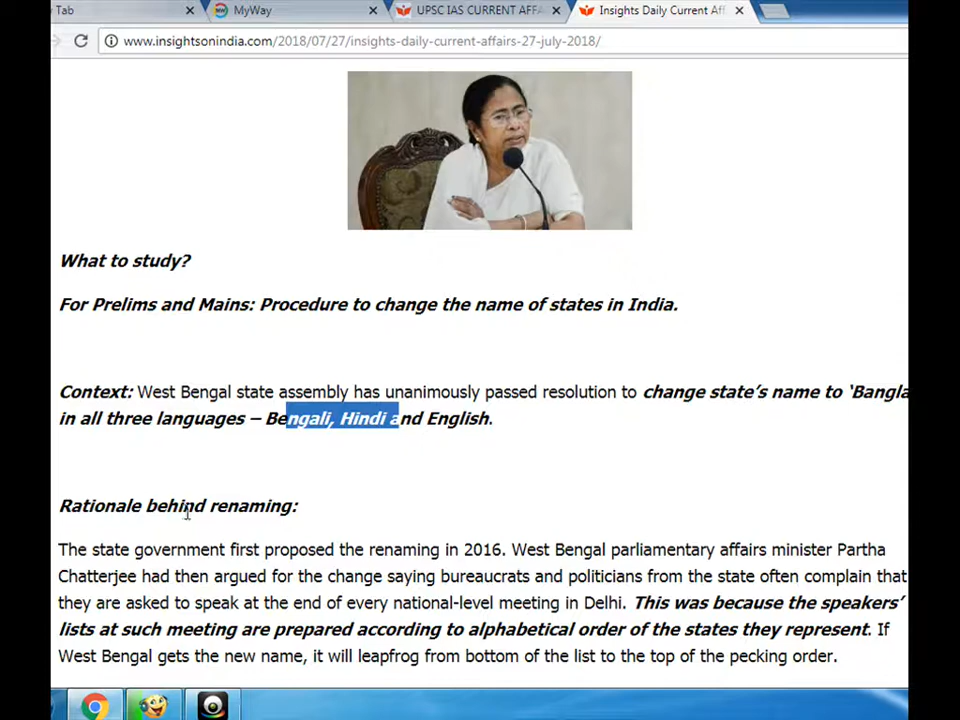 y Tab
MyWay
UPSC IAS CURRENT AFFA
Insights Daily Current Aff
www.insightsonindia.com/2018/07/27/insights-daily-current-affairs-27-july-2018/
What to study?
For Prelims and Mains: Procedure to change the name of states in India.
Context: West Bengal state assembly has unanimously passed resolution to change state's name to ‘Bangla
in all three languages – Bengali, Hindi and English.
Rationale behind renaming:
The state government first proposed the renaming in 2016. West Bengal parliamentary affairs minister Partha
Chatterjee had then argued for the change saying bureaucrats and politicians from the state often complain that
they are asked to speak at the end of every national-level meeting in Delhi. This was because the speakers’
lists at such meeting are prepared according to alphabetical order of the states they represent. If
West Bengal gets the new name, it will leapfrog from bottom of the list to the top of the pecking order.